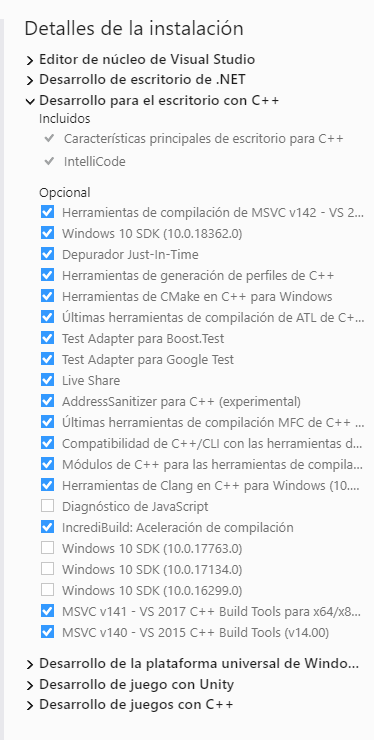 Detalles de la instalación
Editor de núcleo de Visual Studio
Desarrollo de escritorio de .NET
Desarrollo para el escritorio con C++
Incluidos
Características principales de escritorio para C++
IntelliCode
Opcional
Herramientas de compilación de MSVC v142 - VS 2...
Windows 10 SDK (10.0.18362.0)
Depurador Just-In-Time
Herramientas de generación de perfiles de C++
Herramientas de CMake en C++ para Windows
Últimas herramientas de compilación de ATL de C+...
Test Adapter para Boost.Test
Test Adapter para Google Test
Live Share
AddressSanitizer para C++ (experimental)
Últimas herramientas de compilación MFC de C++ ...
Compatibilidad de C++/CLI con las herramientas d...
Módulos de C++ para las herramientas de compila...
Herramientas de Clang en C++ para Windows (10....
Diagnóstico de JavaScript
IncrediBuild: Aceleración de compilación
Windows 10 SDK (10.0.17763.0)
Windows 10 SDK (10.0.17134.0)
Windows 10 SDK (10.0.16299.0)
MSVC v141 - VS 2017 C++ Build Tools para x64/x8...
MSVC v140 - VS 2015 C++ Build Tools (v14.00)
Desarrollo de la plataforma universal de Windo...
Desarrollo de juego con Unity
Desarrollo de juegos con C++